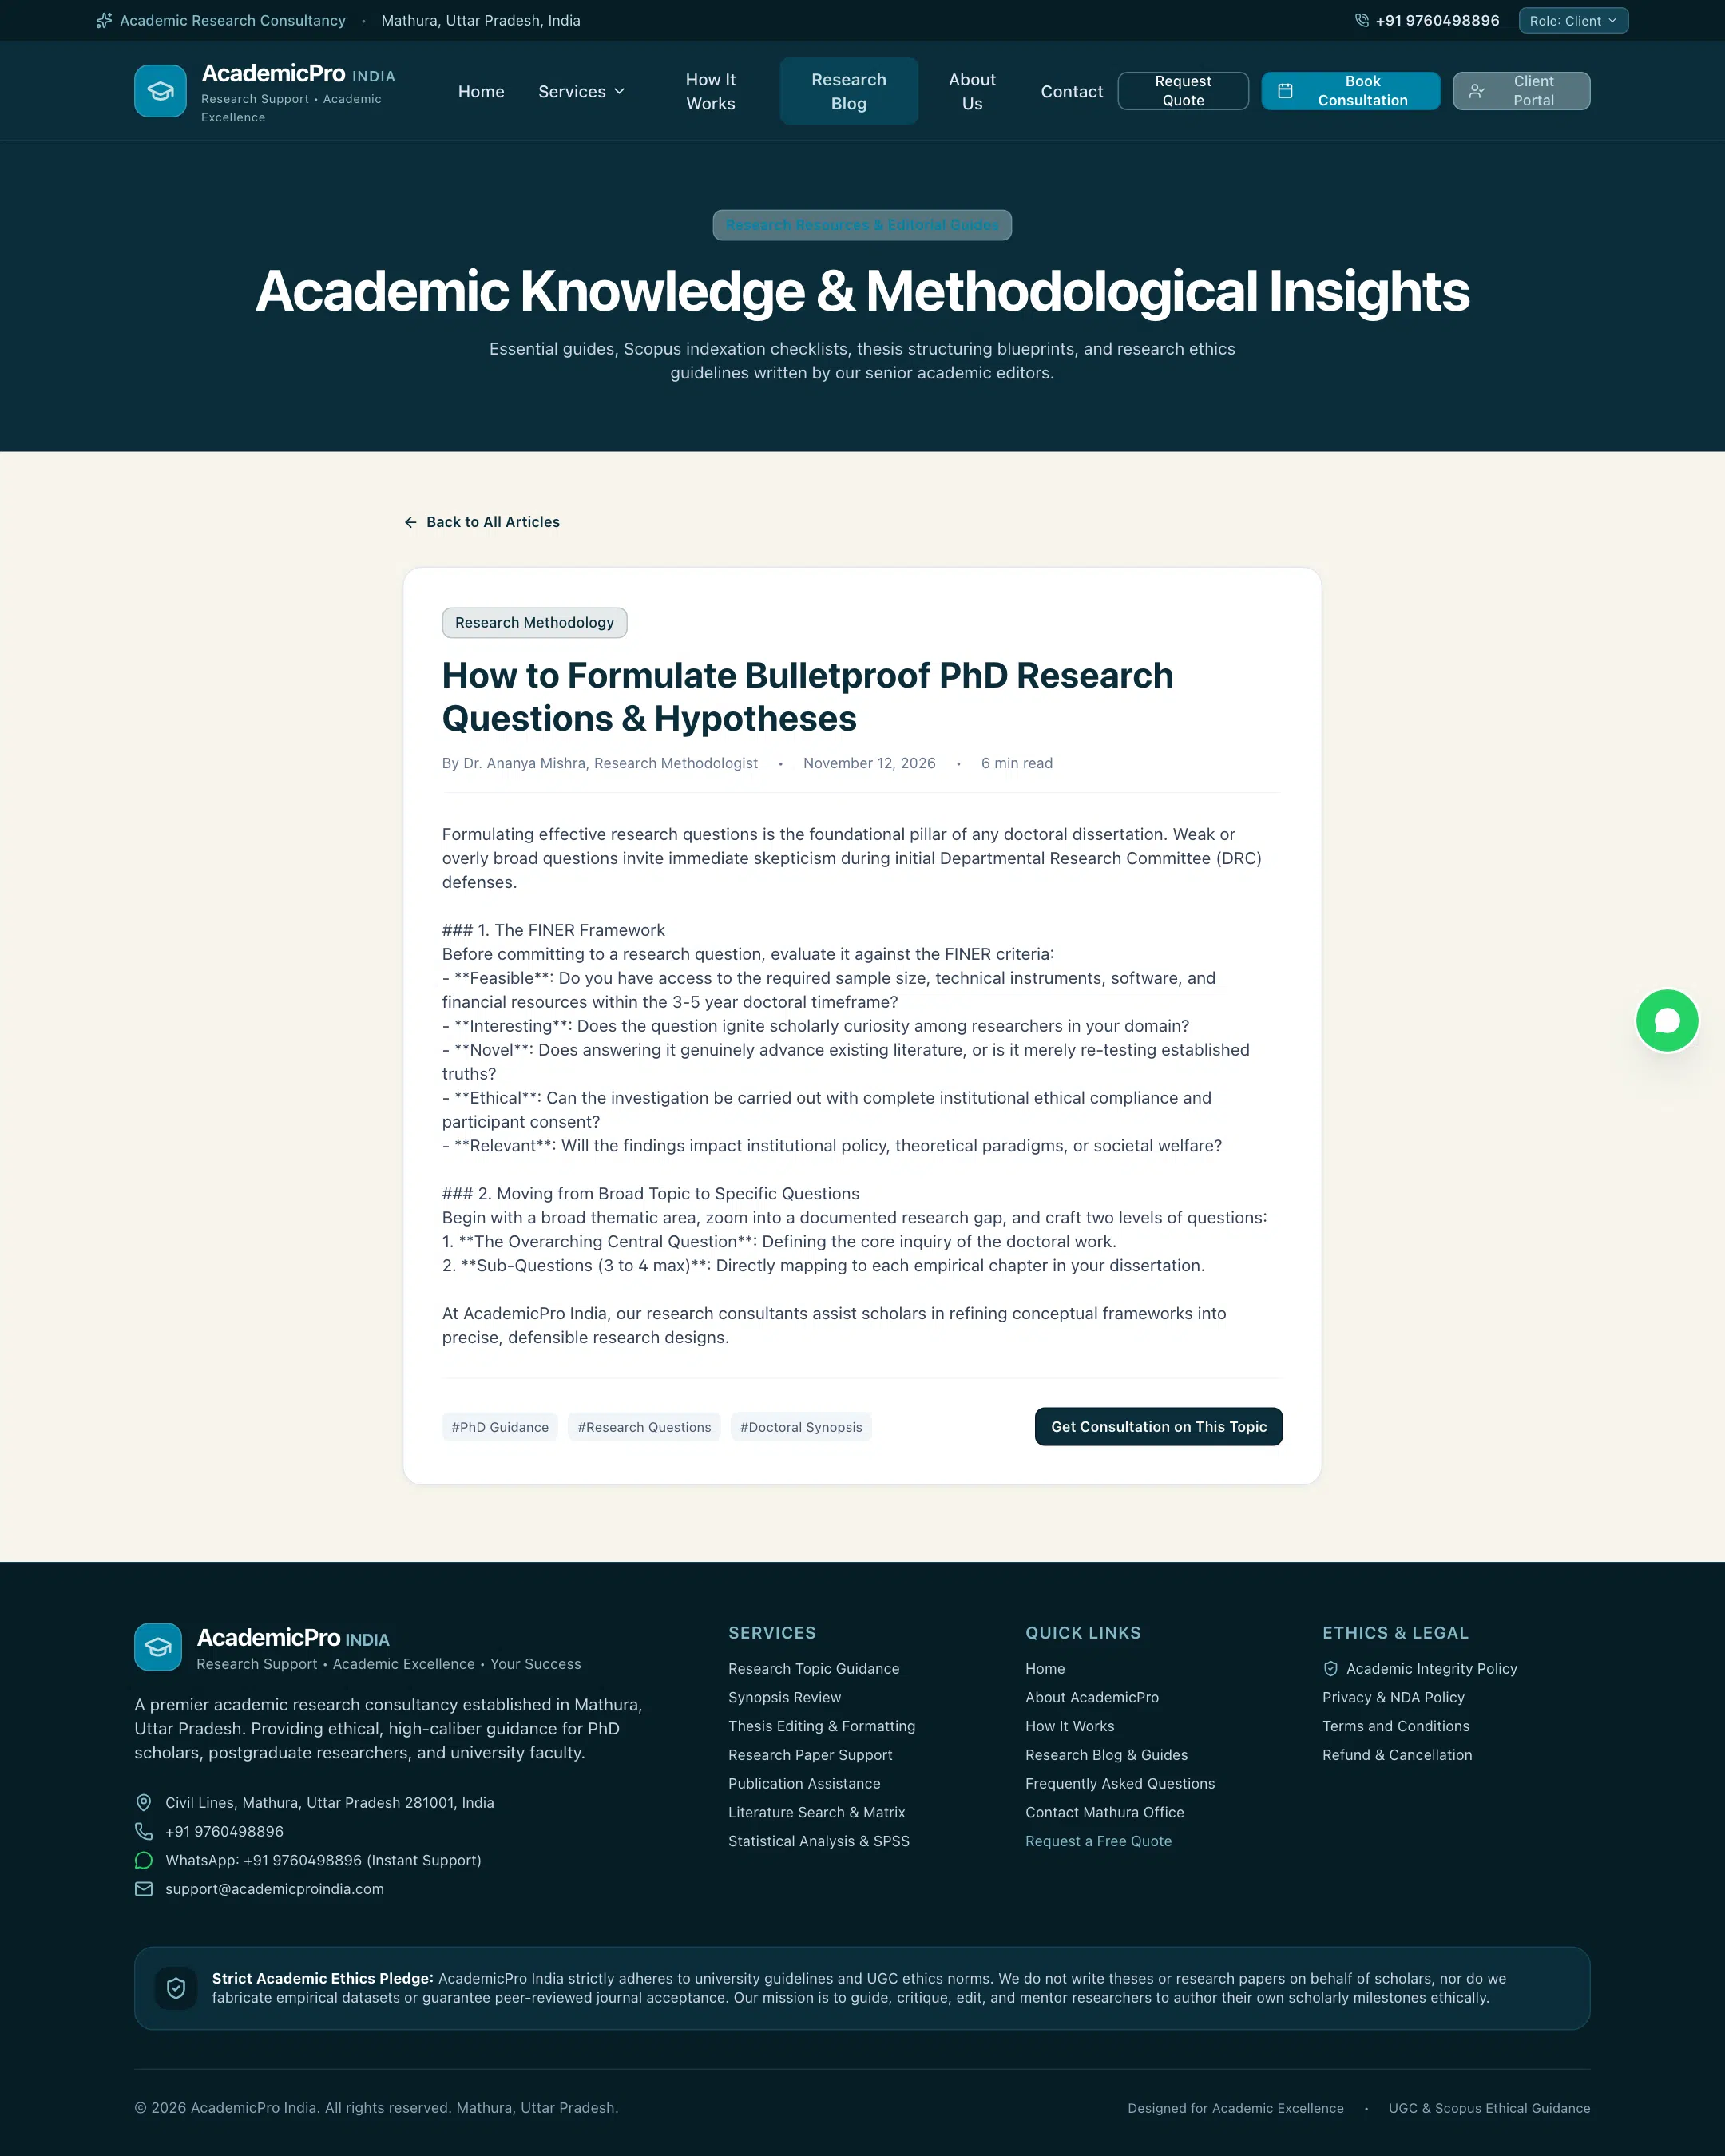 Academic Research Consultancy • Mathura, Uttar Pradesh, India
+91 9760498896
Role: Client
AcademicPro INDIA
Research Support • Academic
Excellence
Home
Services
How It
Works
Research
Blog
About
Us
Contact
Request
Quote
Book
Consultation
Client
Portal
Research Resources & Editorial Guides
Academic Knowledge & Methodological Insights
Essential guides, Scopus indexation checklists, thesis structuring blueprints, and research ethics
guidelines written by our senior academic editors.
Back to All Articles
Research Methodology
How to Formulate Bulletproof PhD Research
Questions & Hypotheses
By Dr. Ananya Mishra, Research Methodologist • November 12, 2026 • 6 min read
Formulating effective research questions is the foundational pillar of any doctoral dissertation. Weak or
overly broad questions invite immediate skepticism during initial Departmental Research Committee (DRC)
defenses.
### 1. The FINER Framework
Before committing to a research question, evaluate it against the FINER criteria:
- **Feasible**: Do you have access to the required sample size, technical instruments, software, and
financial resources within the 3-5 year doctoral timeframe?
- **Interesting**: Does the question ignite scholarly curiosity among researchers in your domain?
- **Novel**: Does answering it genuinely advance existing literature, or is it merely re-testing established
truths?
- **Ethical**: Can the investigation be carried out with complete institutional ethical compliance and
participant consent?
- **Relevant**: Will the findings impact institutional policy, theoretical paradigms, or societal welfare?
### 2. Moving from Broad Topic to Specific Questions
Begin with a broad thematic area, zoom into a documented research gap, and craft two levels of questions:
1. **The Overarching Central Question**: Defining the core inquiry of the doctoral work.
2. **Sub-Questions (3 to 4 max)**: Directly mapping to each empirical chapter in your dissertation.
At AcademicPro India, our research consultants assist scholars in refining conceptual frameworks into
precise, defensible research designs.
#PhD Guidance
#Research Questions
#Doctoral Synopsis
Get Consultation on This Topic
AcademicPro INDIA
Research Support • Academic Excellence • Your Success
A premier academic research consultancy established in Mathura,
Uttar Pradesh. Providing ethical, high-caliber guidance for PhD
scholars, postgraduate researchers, and university faculty.
Civil Lines, Mathura, Uttar Pradesh 281001, India
+91 9760498896
WhatsApp: +91 9760498896 (Instant Support)
support@academicproindia.com
SERVICES
Research Topic Guidance
Synopsis Review
Thesis Editing & Formatting
Research Paper Support
Publication Assistance
Literature Search & Matrix
Statistical Analysis & SPSS
QUICK LINKS
Home
About AcademicPro
How It Works
Research Blog & Guides
Frequently Asked Questions
Contact Mathura Office
Request a Free Quote
ETHICS & LEGAL
Academic Integrity Policy
Privacy & NDA Policy
Terms and Conditions
Refund & Cancellation
Strict Academic Ethics Pledge: AcademicPro India strictly adheres to university guidelines and UGC ethics norms. We do not write theses or research papers on behalf of scholars, nor do we
fabricate empirical datasets or guarantee peer-reviewed journal acceptance. Our mission is to guide, critique, edit, and mentor researchers to author their own scholarly milestones ethically.
© 2026 AcademicPro India. All rights reserved. Mathura, Uttar Pradesh.
Designed for Academic Excellence • UGC & Scopus Ethical Guidance